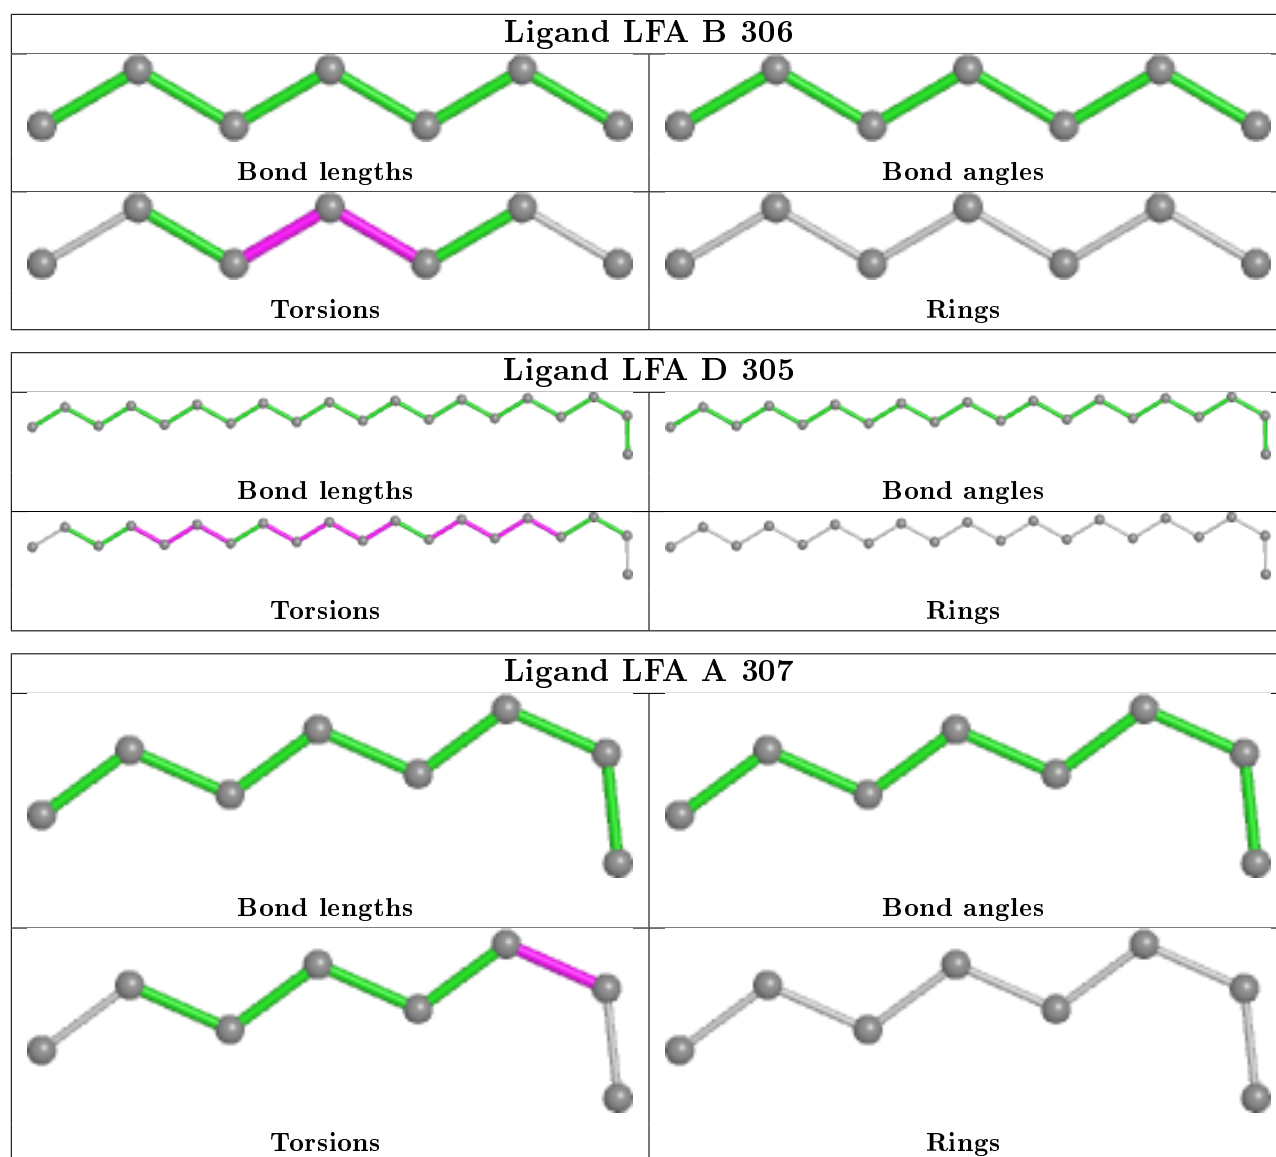 Ligand LFA B 306
Bond lengths
Bond angles
Torsions
Rings
Ligand LFA D 305
Bond lengths
Bond angles
Torsions
Rings
Ligand LFA A 307
Bond lengths
Bond angles
Torsions
Rings